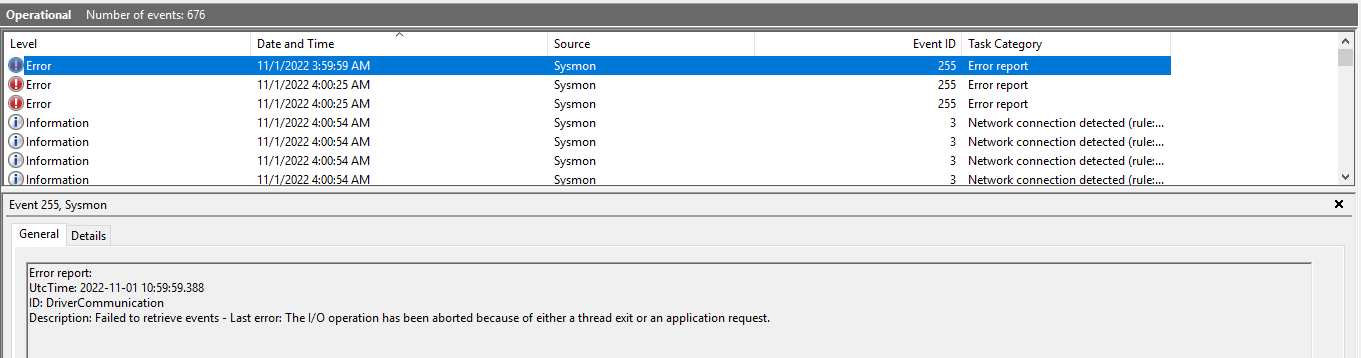 Operational Number of events: 676
Level Date and Time Source Event ID Task Category
Error 11/1/2022 3:59:59 AM Sysmon 255 Error report
Error 11/1/2022 4:00:25 AM Sysmon 255 Error report
Error 11/1/2022 4:00:25 AM Sysmon 255 Error report
Information 11/1/2022 4:00:54 AM Sysmon 3 Network connection detected (rule:...
Information 11/1/2022 4:00:54 AM Sysmon 3 Network connection detected (rule:...
Information 11/1/2022 4:00:54 AM Sysmon 3 Network connection detected (rule:...
Information 11/1/2022 4:00:54 AM Sysmon 3 Network connection detected (rule:...
Event 255, Sysmon
General Details
Error report:
UtcTime: 2022-11-01 10:59:59.388
ID: DriverCommunication
Description: Failed to retrieve events - Last error: The I/O operation has been aborted because of either a thread exit or an application request.